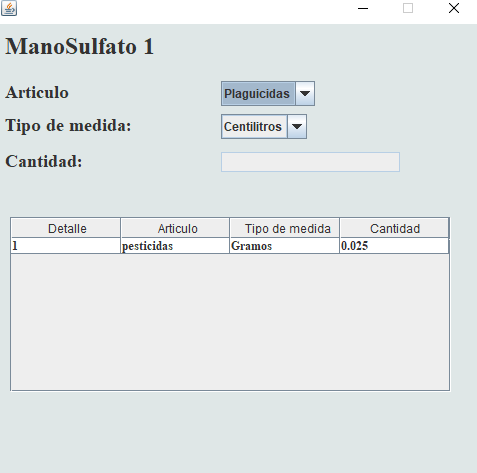 ManoSulfato 1
Articulo Plaguicidas
Tipo de medida: Centilitros
Cantidad:
Detalle Articulo Tipo de medida Cantidad
1 pesticidas Gramos 0.025